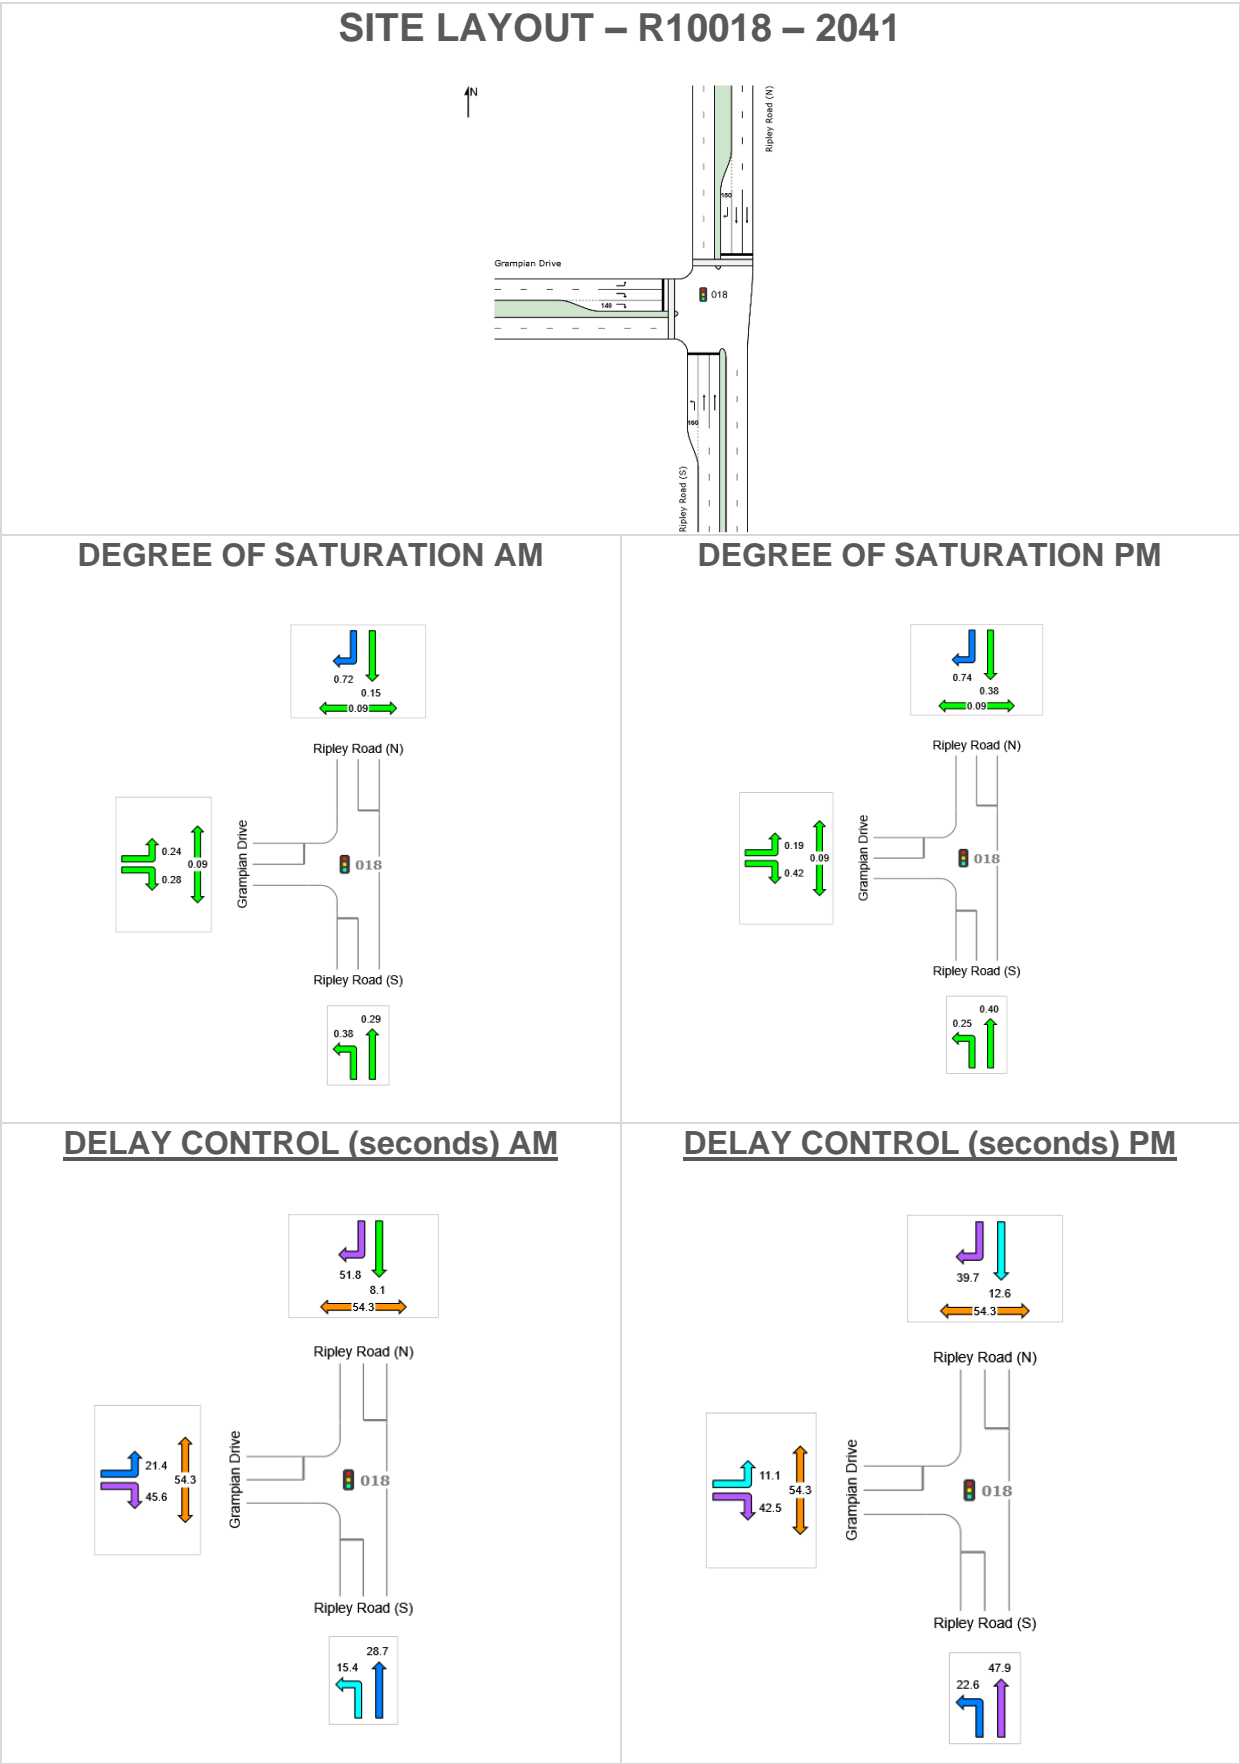 SITE LAYOUT – R10018 – 2041
N
Ripley Road (N)
150
Grampian Drive
018
140
160
Ripley Road (S)
DEGREE OF SATURATION AM
0.72
0.15
0.09
Ripley Road (N)
Grampian Drive
0.24
0.09
0.28
018
Ripley Road (S)
0.29
0.38
DEGREE OF SATURATION PM
0.74
0.38
0.09
Ripley Road (N)
Grampian Drive
0.19
0.09
0.42
018
Ripley Road (S)
0.40
0.25
DELAY CONTROL (seconds) AM
51.8
8.1
54.3
Ripley Road (N)
Grampian Drive
21.4
54.3
45.6
018
Ripley Road (S)
28.7
15.4
DELAY CONTROL (seconds) PM
39.7
12.6
54.3
Ripley Road (N)
Grampian Drive
11.1
54.3
42.5
018
Ripley Road (S)
47.9
22.6